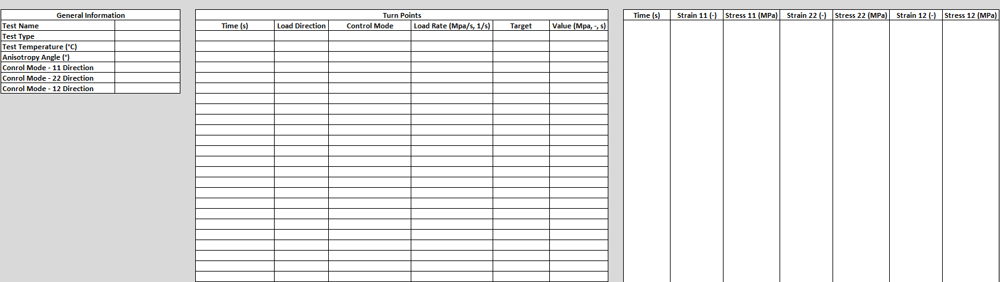 General Information
Test Name
Test Type
Test Temperature (°C)
Anisotropy Angle (°)
Conrol Mode - 11 Direction
Conrol Mode - 22 Direction
Conrol Mode - 12 Direction
Turn Points
Time (s) Load Direction Control Mode Load Rate (Mpa/s, 1/s) Target Value (Mpa, -, s)
Time (s) Strain 11 (-) Stress 11 (MPa) Strain 22 (-) Stress 22 (MPa) Strain 12 (-) Stress 12 (MPa)